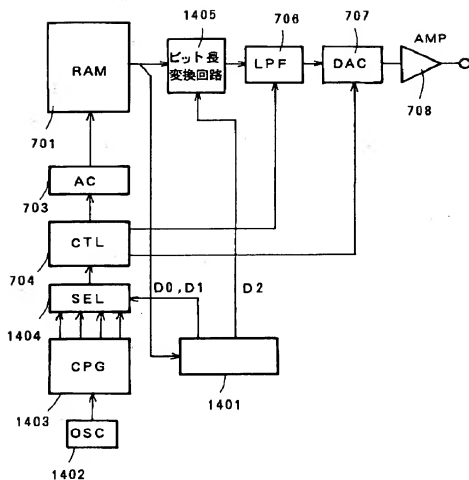 1405
706
707
AMP
RAM
ビット長
変換回路
LPF
DAC
708
701
AC
703
CTL
704
D0,D1
D2
SEL
1404
CPG
1401
1403
OSC
1402